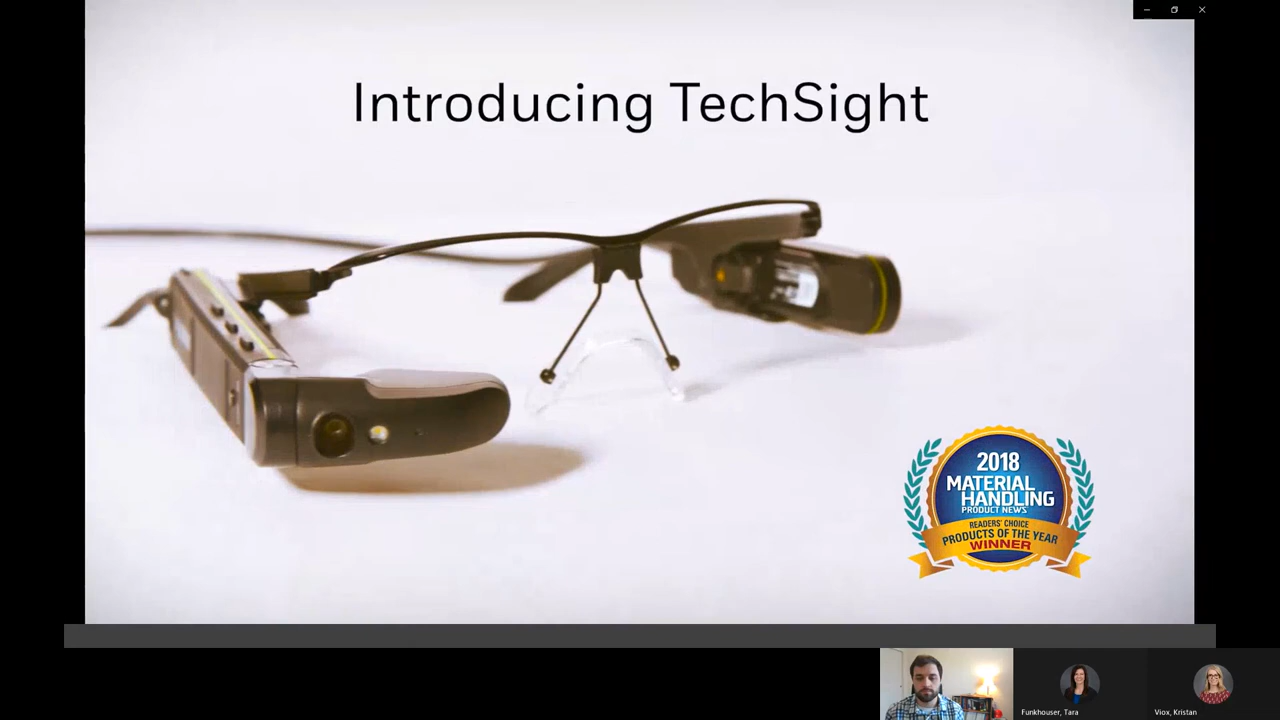 Introducing TechSight
2018
MATERIAL
HANDLING
PRODUCT NEWS
READERS' CHOICE
PRODUCTS OF THE YEAR
WINNER
Funkhouser, Tara
Viox, Kristan